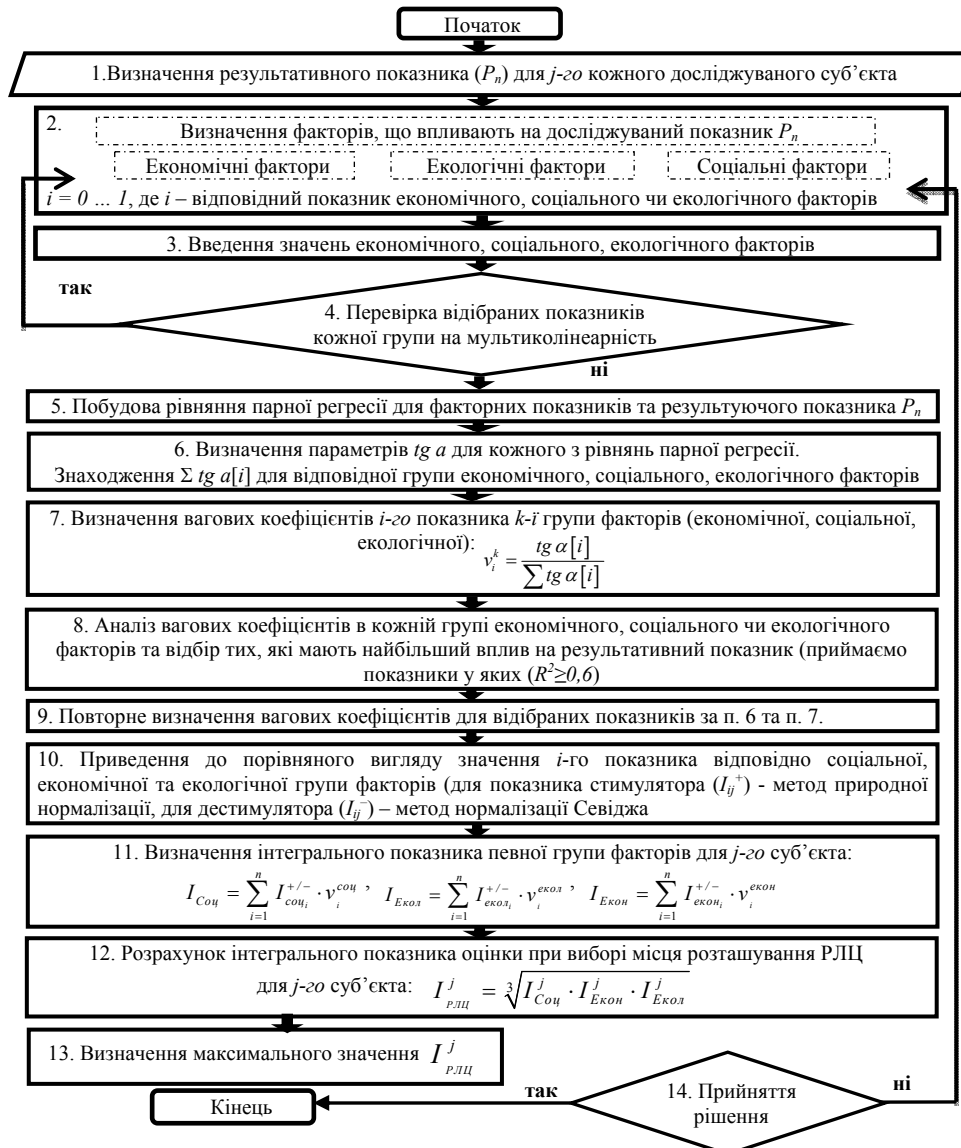 Початок
1.Визначення результативного показника (Pₙ) для j-го кожного досліджуваного суб’єкта
2.
Визначення факторів, що впливають на досліджуваний показник Pₙ
Економічні фактори Екологічні фактори Соціальні фактори
i = 0 ... 1, де i – відповідний показник економічного, соціального чи екологічного факторів
3. Введення значень економічного, соціального, екологічного факторів
так
4. Перевірка відібраних показників
кожної групи на мультиколінеарність
ні
5. Побудова рівняння парної регресії для факторних показників та результуючого показника Pₙ
6. Визначення параметрів tg a для кожного з рівнянь парної регресії.
Знаходження Σ tg a[i] для відповідної групи економічного, соціального, екологічного факторів
7. Визначення вагових коефіцієнтів i-го показника k-ї групи факторів (економічної, соціальної,
екологічної): v_i^k = tg α[i] / ∑ tg α[i]
8. Аналіз вагових коефіцієнтів в кожній групі економічного, соціального чи екологічного
факторів та відбір тих, які мають найбільший вплив на результативний показник (приймаємо
показники у яких (R²≥0,6)
9. Повторне визначення вагових коефіцієнтів для відібраних показників за п. 6 та п. 7.
10. Приведення до порівняного вигляду значення i-го показника відповідно соціальної,
економічної та екологічної групи факторів (для показника стимулятора (I_ij⁺) - метод природної
нормалізації, для дестимулятора (I_ij⁻) – метод нормалізації Севіджа
11. Визначення інтегрального показника певної групи факторів для j-го суб’єкта:
I_Соц = ∑_{i=1}^{n} I_{соц_i}^{+/−} · v_i^{соц} , I_Екол = ∑_{i=1}^{n} I_{екол_i}^{+/−} · v_i^{екол} , I_Екон = ∑_{i=1}^{n} I_{екон_i}^{+/−} · v_i^{екон}
12. Розрахунок інтегрального показника оцінки при виборі місця розташування РЛЦ
для j-го суб’єкта: I_{РЛЦ}^j = ∛(I_{Соц}^j · I_{Екон}^j · I_{Екол}^j)
13. Визначення максимального значення I_{РЛЦ}^j
так
14. Прийняття
рішення
ні
Кінець